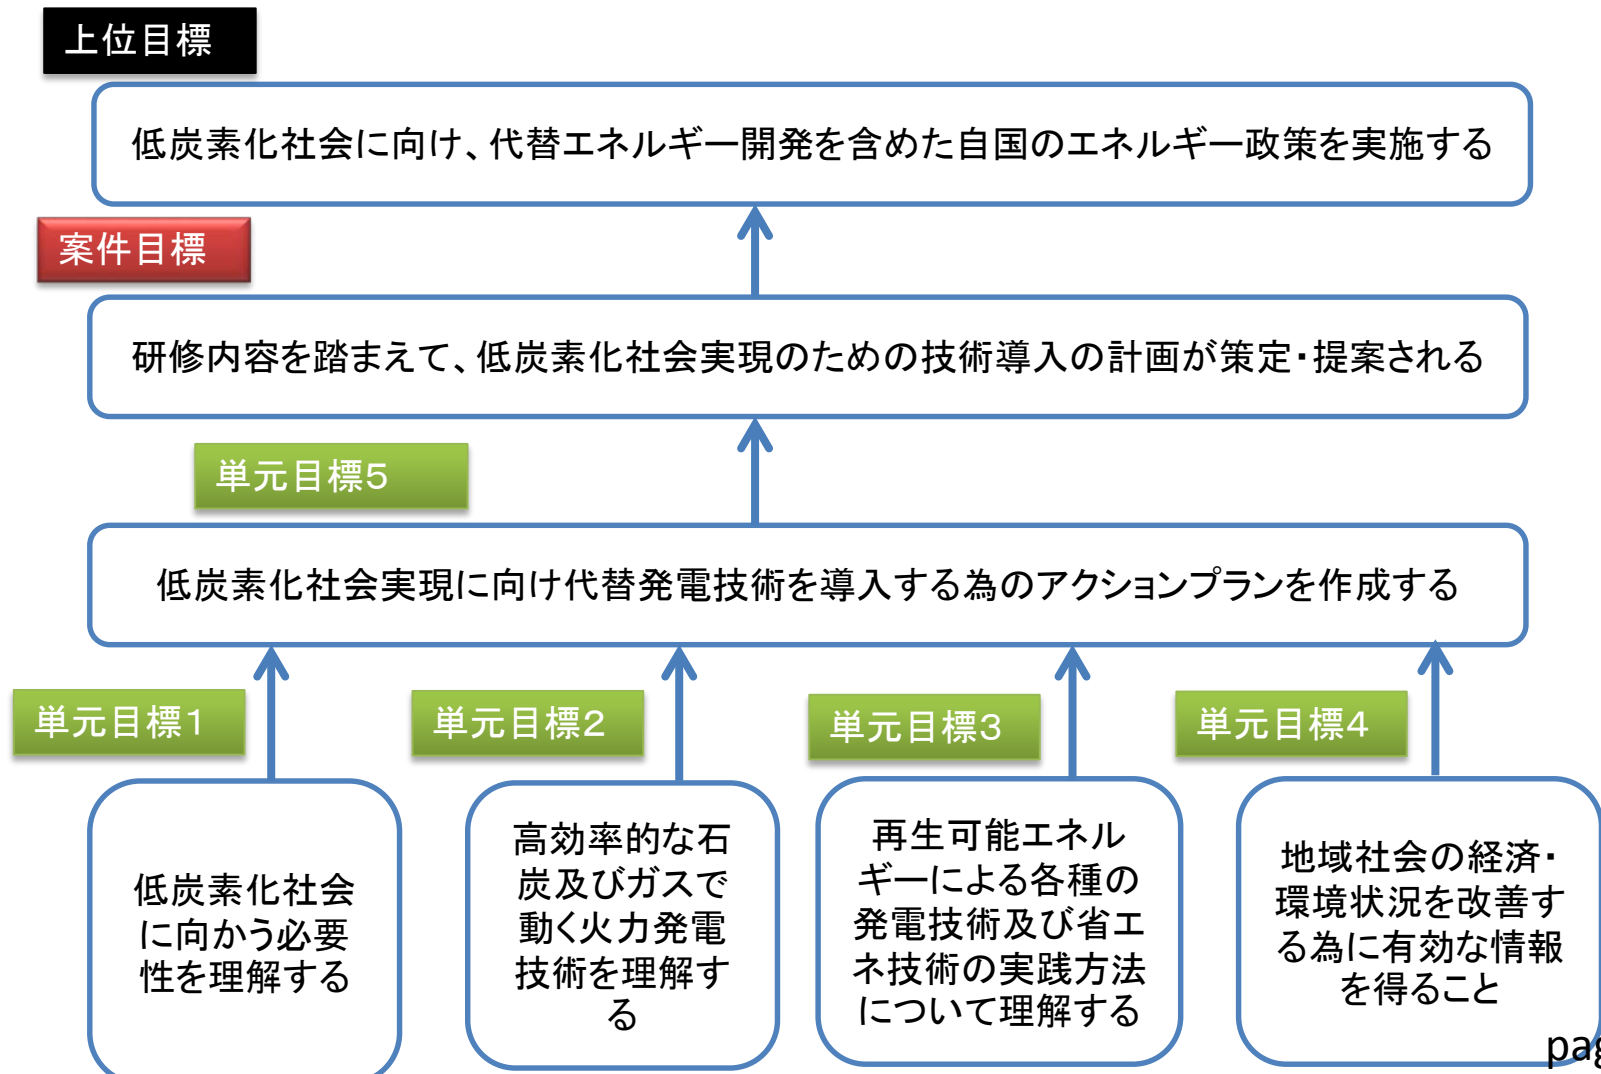 上位目標
低炭素化社会に向け、代替エネルギー開発を含めた自国のエネルギー政策を実施する
案件目標
研修内容を踏まえて、低炭素化社会実現のための技術導入の計画が策定・提案される
単元目標5
低炭素化社会実現に向け代替発電技術を導入する為のアクションプランを作成する
単元目標1
低炭素化社会
に向かう必要
性を理解する
単元目標2
高効率的な石
炭及びガスで
動く火力発電
技術を理解す
る
単元目標3
再生可能エネル
ギーによる各種の
発電技術及び省エ
ネ技術の実践方法
について理解する
単元目標4
地域社会の経済・
環境状況を改善す
る為に有効な情報
を得ること
pag